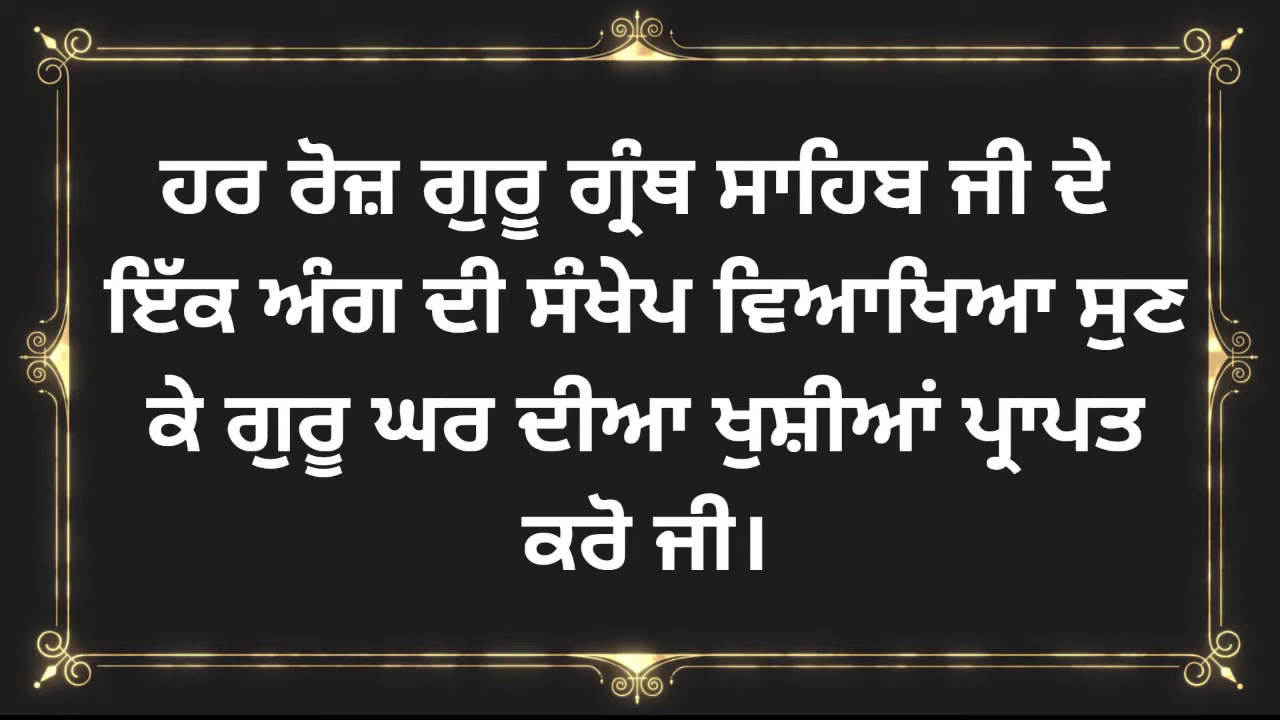 ਹਰ ਰੋਜ਼ ਗੁਰੂ ਗ੍ਰੰਥ ਸਾਹਿਬ ਜੀ ਦੇ
ਇੱਕ ਅੰਗ ਦੀ ਸੰਖੇਪ ਵਿਆਖਿਆ ਸੁਣ
ਕੇ ਗੁਰੂ ਘਰ ਦੀਆ ਖੁਸ਼ੀਆਂ ਪ੍ਰਾਪਤ
ਕਰੋ ਜੀ।